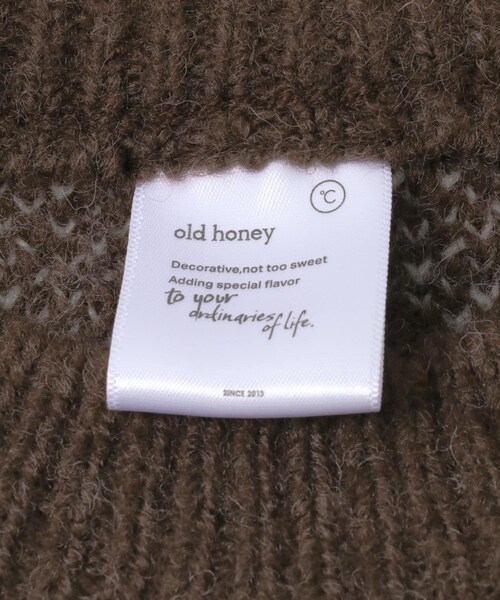 ℃
old honey
Decorative,not too sweet
Adding special flavor
to your
ordinaries
of life.
SINCE 2013